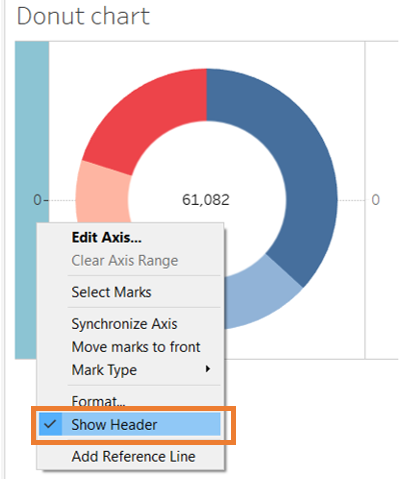 Donut chart
0
61,082
0
Edit Axis...
Clear Axis Range
Select Marks
Synchronize Axis
Move marks to front
Mark Type
Format...
Show Header
Add Reference Line